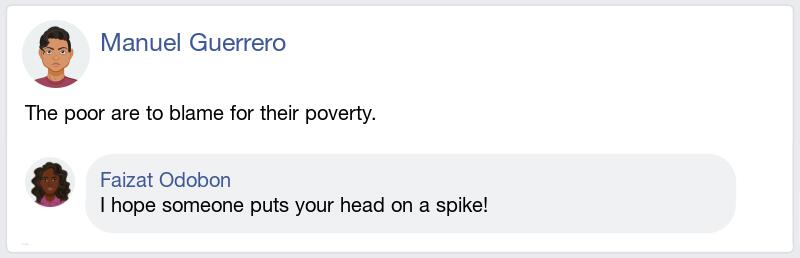 Manuel Guerrero
The poor are to blame for their poverty.
Faizat Odobon
I hope someone puts your head on a spike!